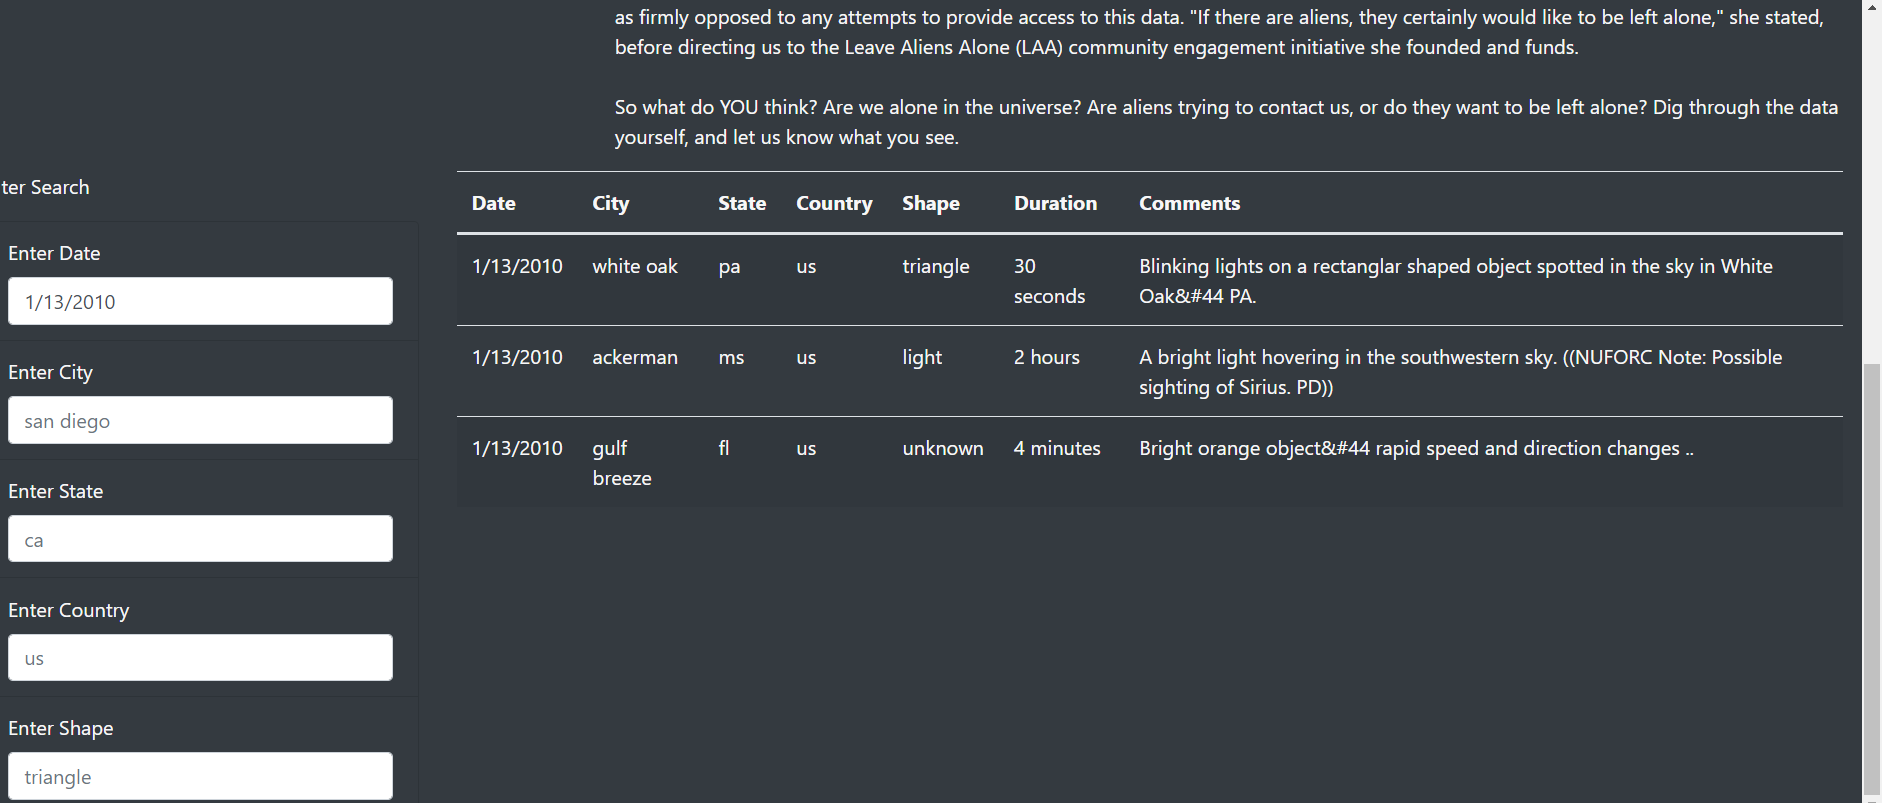 as firmly opposed to any attempts to provide access to this data. "If there are aliens, they certainly would like to be left alone," she stated,
before directing us to the Leave Aliens Alone (LAA) community engagement initiative she founded and funds.
So what do YOU think? Are we alone in the universe? Are aliens trying to contact us, or do they want to be left alone? Dig through the data
yourself, and let us know what you see.
ter Search
Enter Date
1/13/2010
Enter City
san diego
Enter State
ca
Enter Country
us
Enter Shape
triangle
Date City State Country Shape Duration Comments
1/13/2010 white oak pa us triangle 30 Blinking lights on a rectanglar shaped object spotted in the sky in White
seconds Oak&#44 PA.
1/13/2010 ackerman ms us light 2 hours A bright light hovering in the southwestern sky. ((NUFORC Note: Possible
sighting of Sirius. PD))
1/13/2010 gulf fl us unknown 4 minutes Bright orange object&#44 rapid speed and direction changes ..
breeze